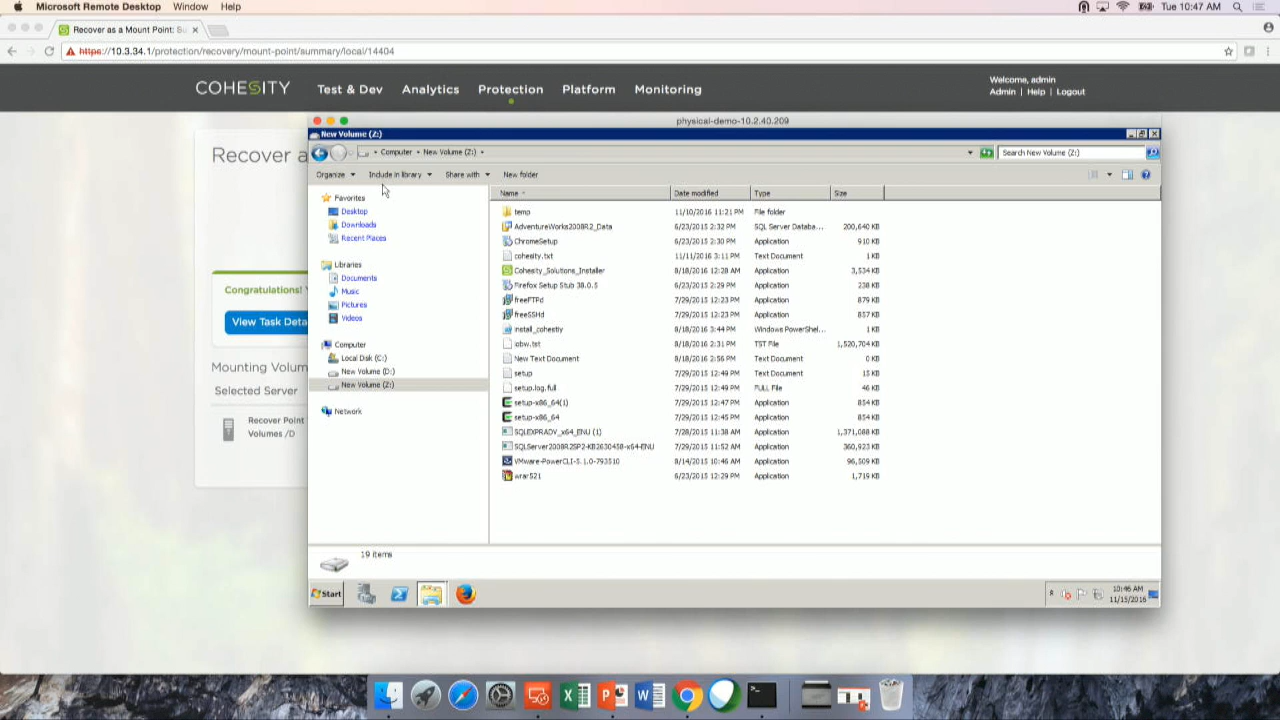 Microsoft Remote Desktop Window Help
Tue 10:47 AM
Recover as a Mount Point: Bu
https://10.3.34.1/protection/recovery/mount-point/summary/local/14404
COHESITY Test & Dev Analytics Protection Platform Monitoring
Welcome, admin
Admin | Help | Logout
physical-demo-10.2.40.209
New Volume (Z:)
Computer New Volume (Z:)
Search New Volume (Z:)
Organize Include in library Share with New folder
Recover a
Congratulations!
View Task Deta
Mounting Volum
Selected Server
Recover Point
Volumes /D
Favorites
Desktop
Downloads
Recent Places
Libraries
Documents
Music
Pictures
Videos
Computer
Local Disk (C:)
New Volume (D:)
New Volume (Z:)
Network
Name Date modified Type Size
temp 11/10/2016 11:21 PM File folder
AdventureWorks2008R2_Data 6/23/2015 2:32 PM SQL Server Databa... 200,640 KB
ChromeSetup 6/23/2015 2:30 PM Application 910 KB
cohesity.txt 11/11/2016 3:11 PM Text Document 1 KB
Cohesity_Solutions_Installer 8/18/2016 12:28 AM Application 3,534 KB
Firefox Setup Stub 38.0.5 6/23/2015 2:29 PM Application 238 KB
freeFTPd 7/29/2015 12:23 PM Application 879 KB
freeSSHd 7/29/2015 12:23 PM Application 857 KB
install_cohesity 8/18/2016 3:44 PM Windows PowerShel... 1 KB
iobw.tst 8/18/2016 2:31 PM TST File 1,520,704 KB
New Text Document 8/18/2016 2:56 PM Text Document 0 KB
setup 7/29/2015 12:49 PM Text Document 15 KB
setup.log.full 7/29/2015 12:49 PM FULL File 46 KB
setup-x86_64(1) 7/29/2015 12:47 PM Application 854 KB
setup-x86_64 7/29/2015 12:45 PM Application 854 KB
SQLEXPRADV_x64_ENU (1) 7/28/2015 11:38 AM Application 1,371,088 KB
SQLServer2008R2SP2-KB2630458-x64-ENU 7/29/2015 11:52 AM Application 360,923 KB
VMware-PowerCLI-5.1.0-793510 8/14/2015 10:46 AM Application 96,509 KB
wrar521 6/23/2015 12:29 PM Application 1,719 KB
19 items
Start
10:46 AM
11/15/2016